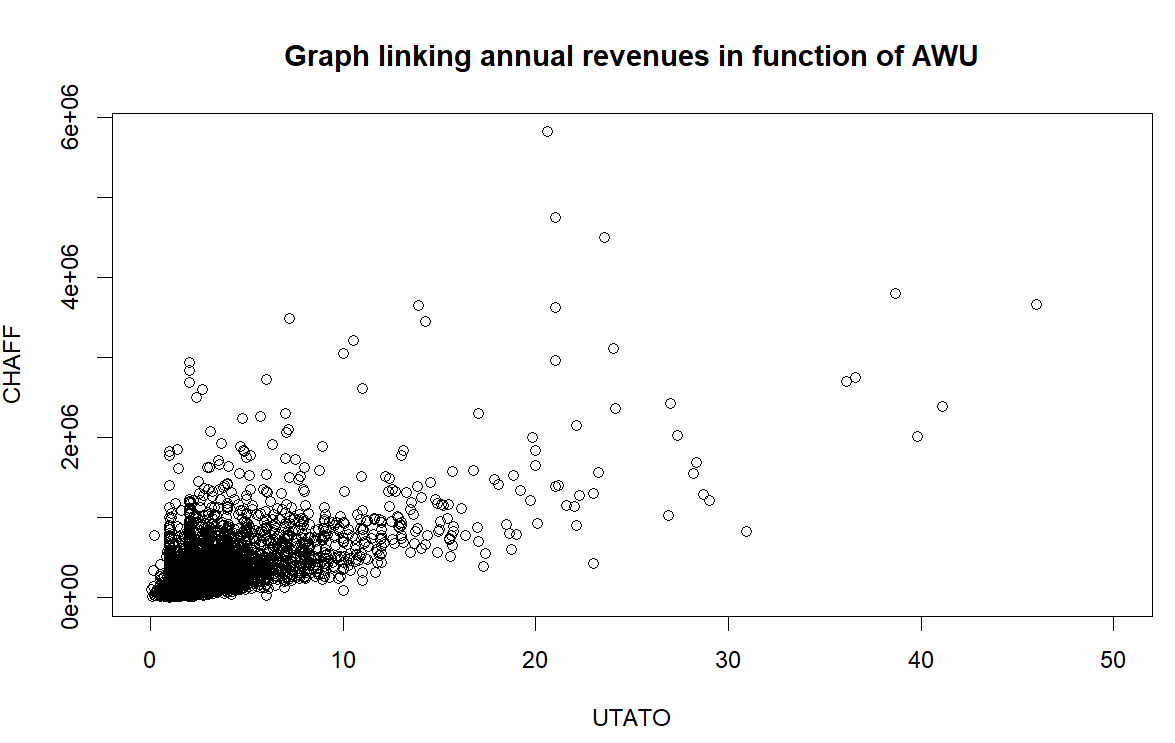 Graph linking annual revenues in function of AWU
6e+06
4e+06
2e+06
0e+00
CHAFF
0 10 20 30 40 50
UTATO